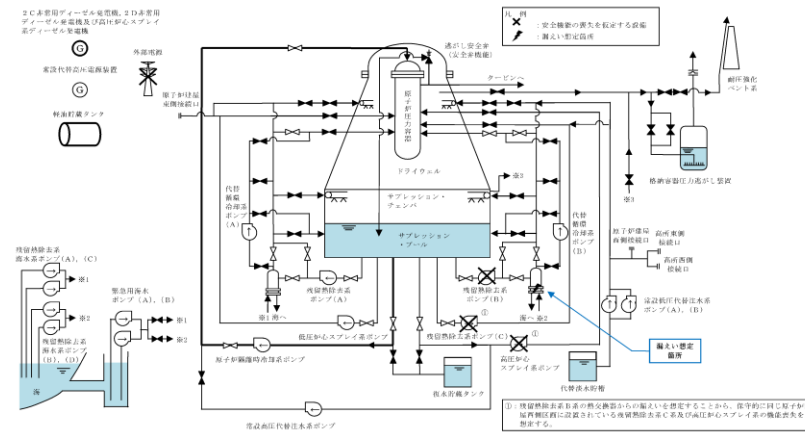 2C非常用ディーゼル発電機，2D非常用
ディーゼル発電機及び高圧炉心スプレイ
系ディーゼル発電機
G
常設代替高圧電源装置
G
軽油貯蔵タンク
外部電源
原子炉建屋
東側接続口
凡 例
：安全機能の喪失を仮定する設備
：漏えい想定箇所
逃がし安全弁
（安全弁機能）
タービンへ
耐圧強化
ベント系
原子炉圧力容器
ドライウェル
格納容器圧力逃がし装置
※3
※3
サプレッション・
チェンバ
サプレッション
・プール
代替
循環
冷却系
ポンプ
(A)
代替
循環
冷却系
ポンプ
(B)
原子炉建屋
西側接続口
高所東側
接続口
高所西側
接続口
残留熱除去系
海水系ポンプ(A)，(C)
※1
※2
残留熱除去系
海水系ポンプ
(B)，(D)
緊急用海水
ポンプ (A)，(B)
※1
※2
海
残留熱除去系
ポンプ(A)
残留熱除去系
ポンプ(B)
※1 海へ
海へ ※2
常設低圧代替注水系
ポンプ(A)，(B)
低圧炉心スプレイ系ポンプ
残留熱除去系ポンプ(C)
①
①
原子炉隔離時冷却系ポンプ
高圧炉心
スプレイ系ポンプ
漏えい想定
箇所
復水貯蔵タンク
代替淡水貯槽
常設高圧代替注水系ポンプ
①：残留熱除去系B系の熱交換器からの漏えいを想定することから，保守的に同じ原子炉建
屋西側区画に設置されている残留熱除去系C系及び高圧炉心スプレイ系の機能喪失を
想定する。